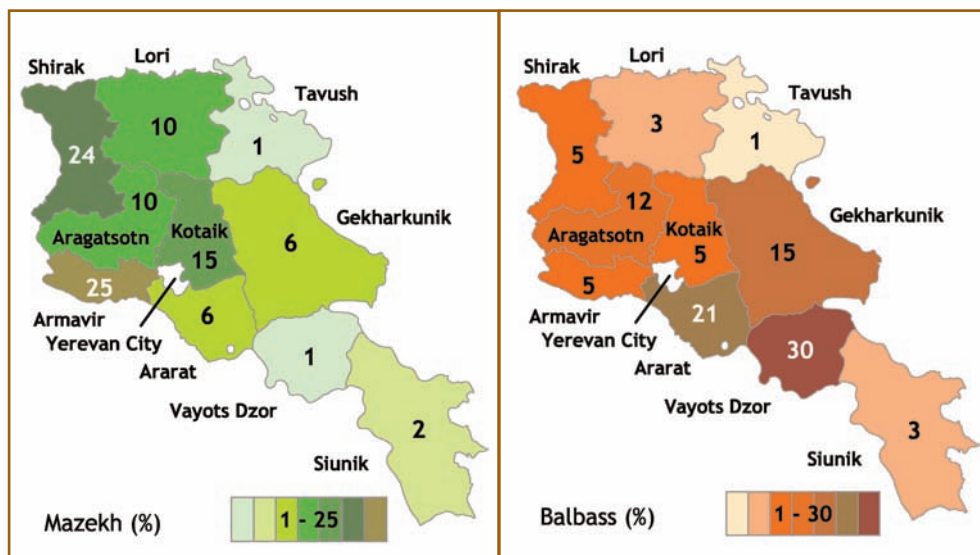 Lori
Shirak
Tavush
10
1
24
10
Gekharkunik
Kotaik
Aragatsotn
6
15
25
6
Armavir
Yerevan City
Ararat
1
Vayots Dzor
2
Siunik
1 - 25
Mazekh (%)
Lori
Shirak
Tavush
3
1
5
12
Gekharkunik
Kotaik
Aragatsotn
5
15
5
21
Armavir
Yerevan City
Ararat
30
Vayots Dzor
3
Siunik
1 - 30
Balbass (%)